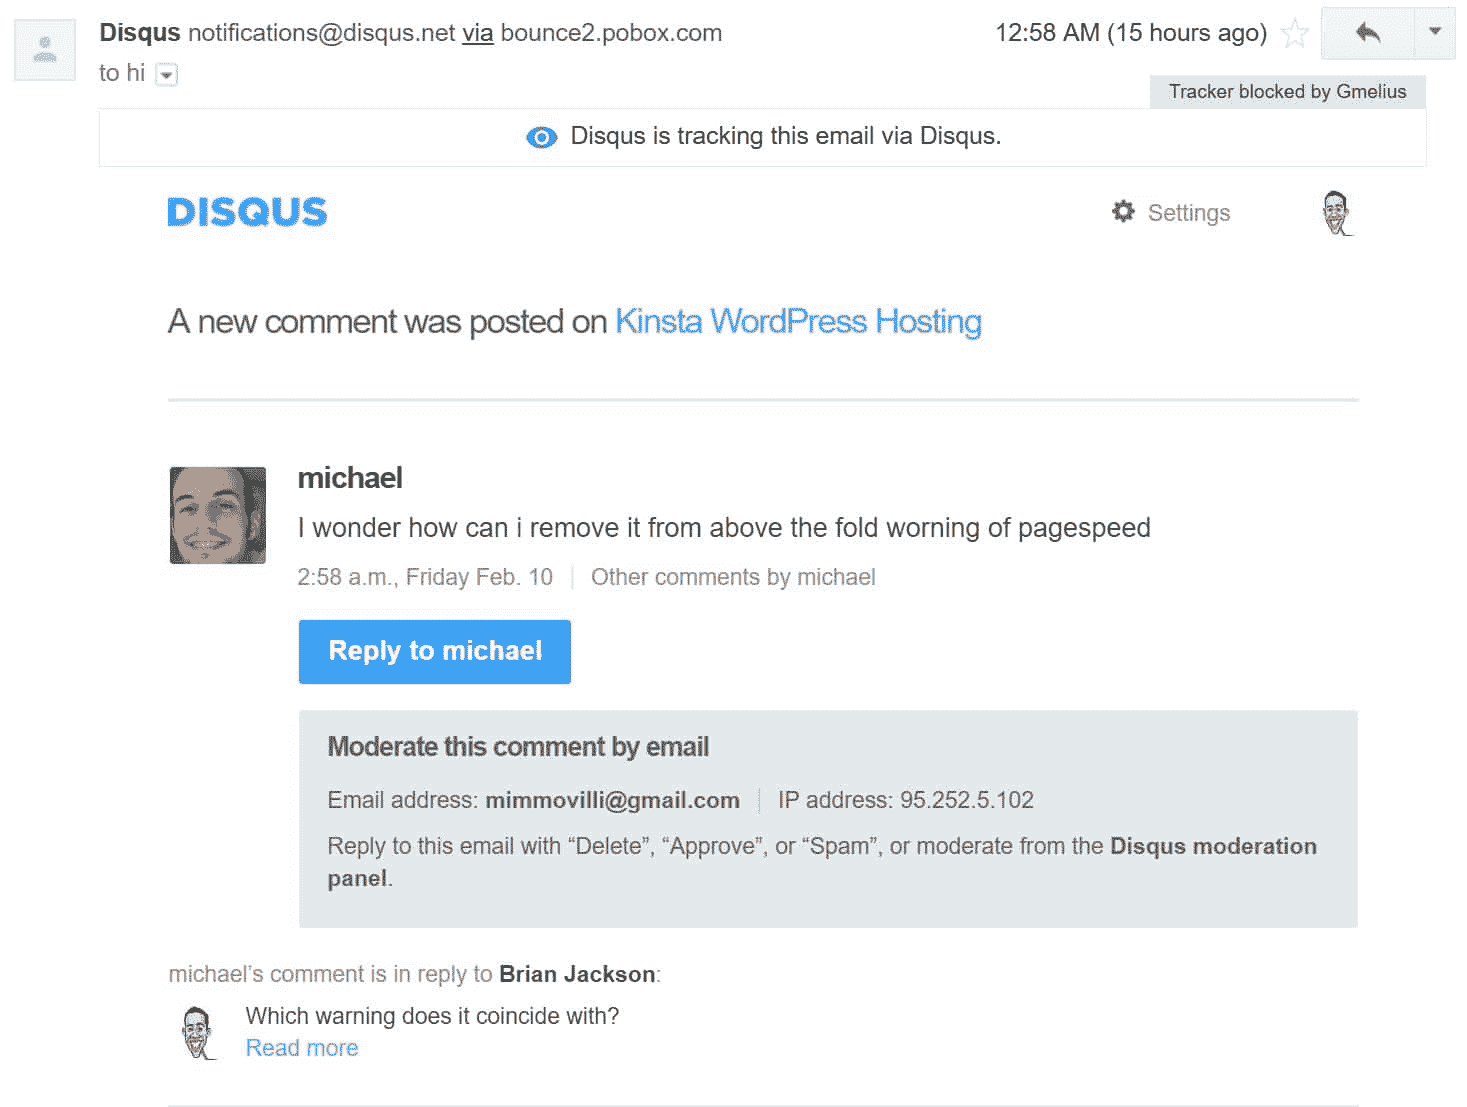 Disqus notifications@disqus.net via bounce2.pobox.com
12:58 AM (15 hours ago)
to hi
Tracker blocked by Gmelius
Disqus is tracking this email via Disqus.
DISQUS
Settings
A new comment was posted on Kinsta WordPress Hosting
michael
I wonder how can i remove it from above the fold worning of pagespeed
2:58 a.m., Friday Feb. 10
Other comments by michael
Reply to michael
Moderate this comment by email
Email address: mimmovilli@gmail.com
IP address: 95.252.5.102
Reply to this email with “Delete”, “Approve”, or “Spam”, or moderate from the Disqus moderation
panel.
michael’s comment is in reply to Brian Jackson:
Which warning does it coincide with?
Read more